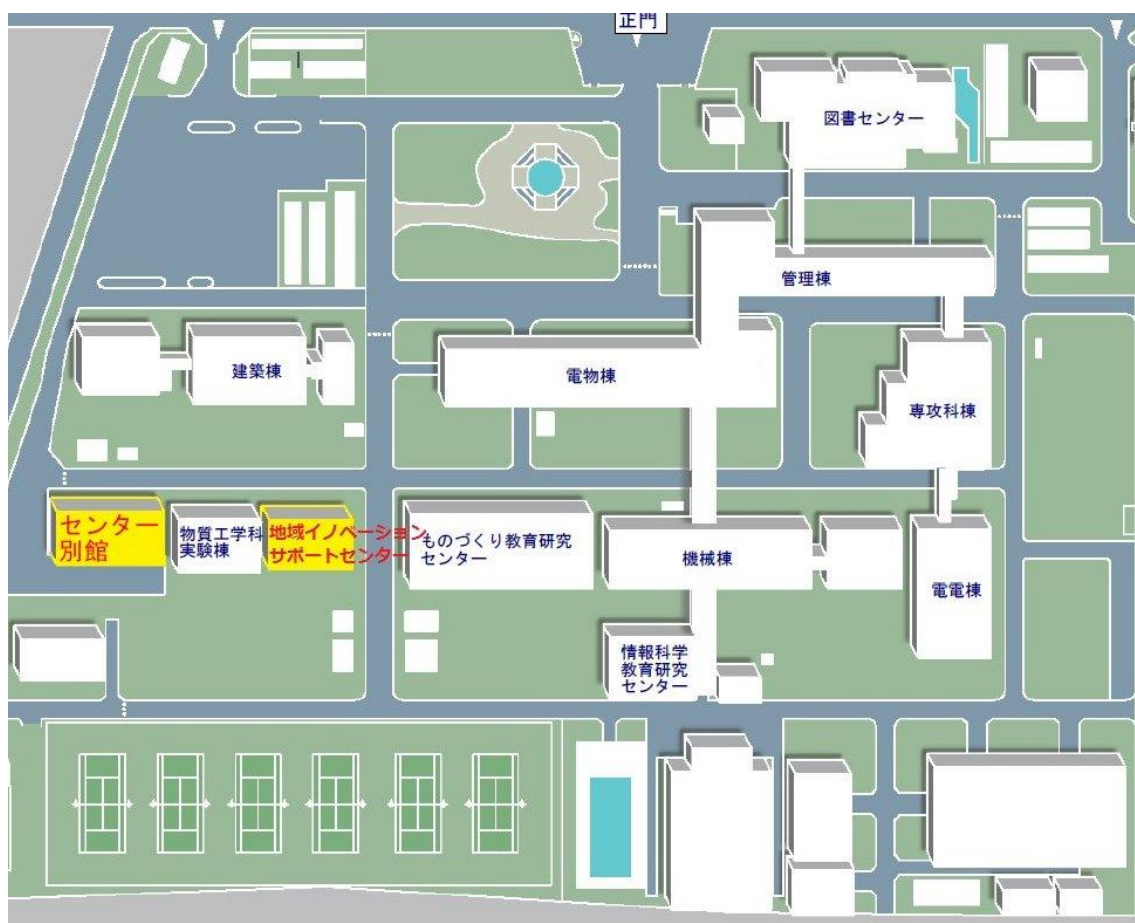 正門
図書センター
管理棟
建築棟
電物棟
専攻科棟
センター
別館
物質工学科
実験棟
地域イノベーション
サポートセンター
ものづくり教育研究
センター
機械棟
電電棟
情報科学
教育研究
センター